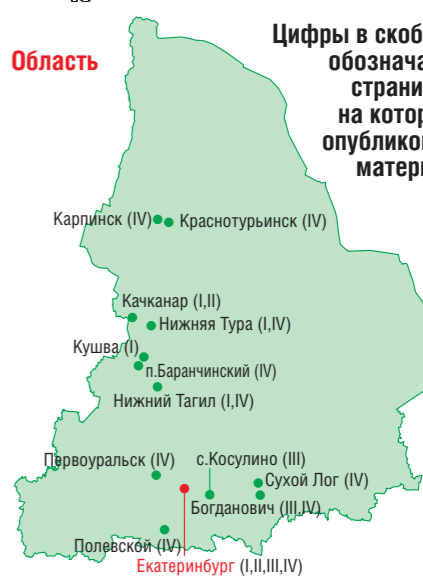 Область
Цифры в скоб
обознача
страни
на котор
опубликов
матери
Карпинск (IV)
Краснотурьинск (IV)
Качканар (I,II)
Нижняя Тура (I,IV)
Кушва (I)
п.Баранчинский (IV)
Нижний Тагил (I,IV)
Первоуральск (IV)
с.Косулино (III)
Сухой Лог (IV)
Богданович (III,IV)
Полевской (IV)
Екатеринбург (I,II,III,IV)